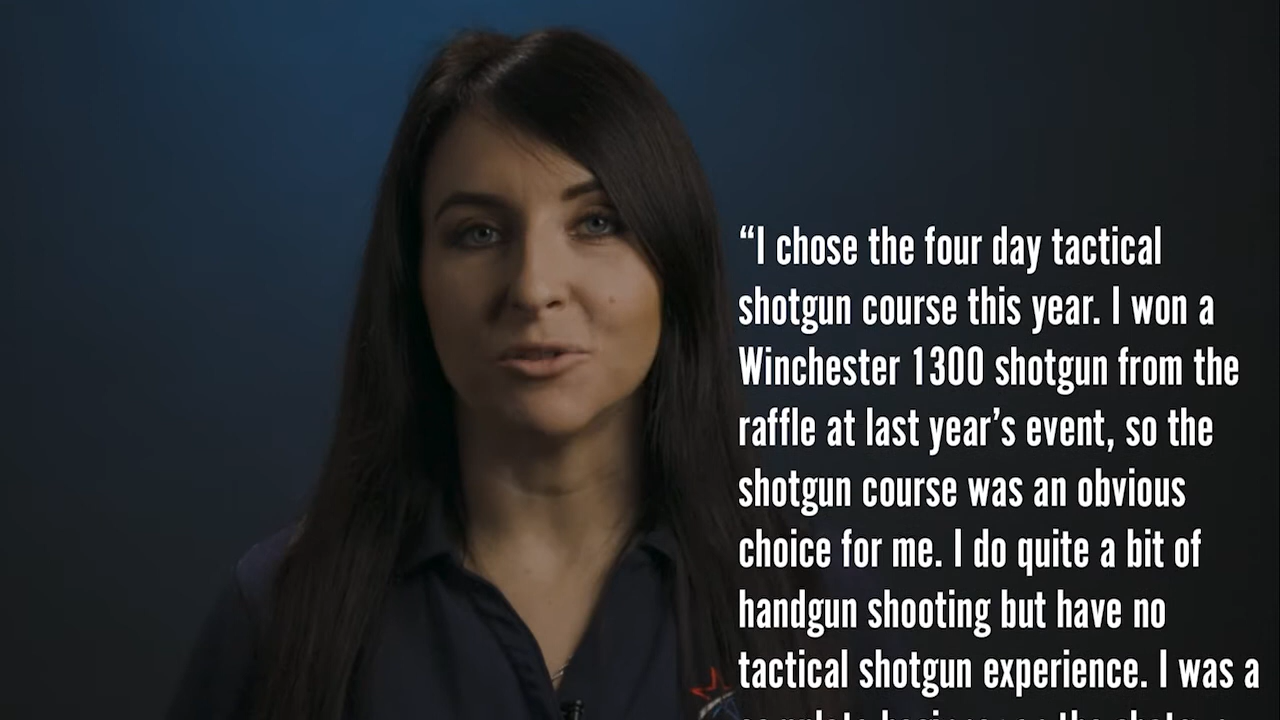 “I chose the four day tactical
shotgun course this year. I won a
Winchester 1300 shotgun from the
raffle at last year’s event, so the
shotgun course was an obvious
choice for me. I do quite a bit of
handgun shooting but have no
tactical shotgun experience. I was a